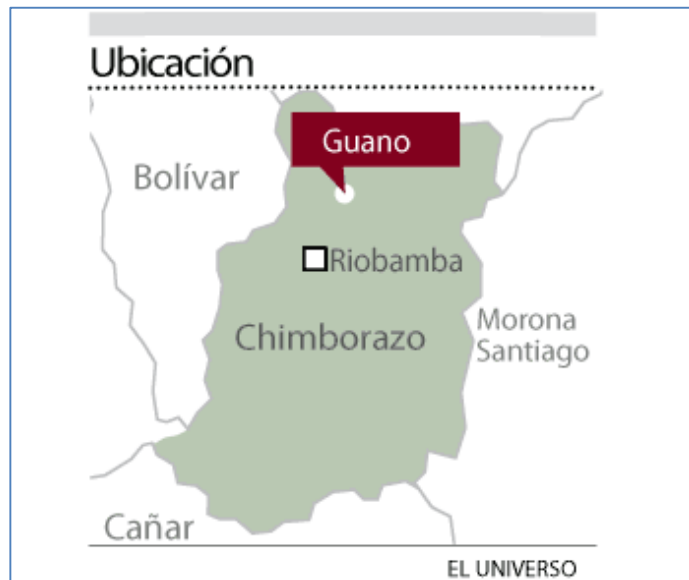 Ubicación
Guano
Bolívar
Riobamba
Chimborazo
Morona
Santiago
Cañar
EL UNIVERSO